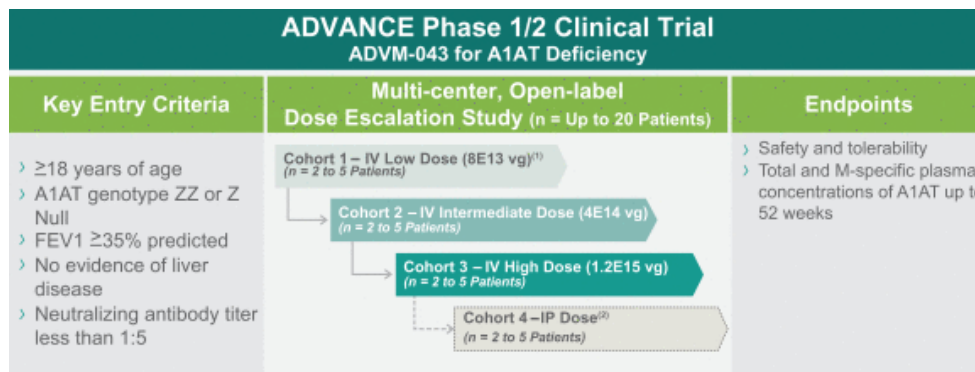 ADVANCE Phase 1/2 Clinical Trial
ADVM-043 for A1AT Deficiency
Key Entry Criteria
› ≥18 years of age
› A1AT genotype ZZ or Z
Null
› FEV1 ≥35% predicted
› No evidence of liver
disease
› Neutralizing antibody titer
less than 1:5
Multi-center, Open-label
Dose Escalation Study (n = Up to 20 Patients)
Cohort 1 – IV Low Dose (8E13 vg)(1)
(n = 2 to 5 Patients)
Cohort 2 – IV Intermediate Dose (4E14 vg)
(n = 2 to 5 Patients)
Cohort 3 – IV High Dose (1.2E15 vg)
(n = 2 to 5 Patients)
Cohort 4 – IP Dose(2)
(n = 2 to 5 Patients)
Endpoints
› Safety and tolerability
› Total and M-specific plasma
concentrations of A1AT up to
52 weeks